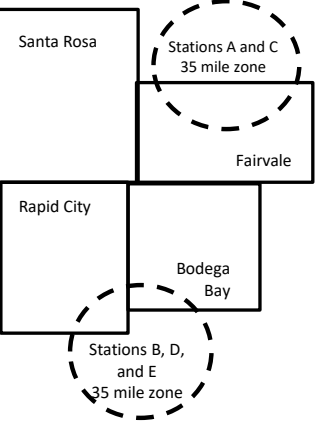 Santa Rosa
Stations A and C
35 mile zone
Fairvale
Rapid City
Bodega
Bay
Stations B, D,
and E
35 mile zone